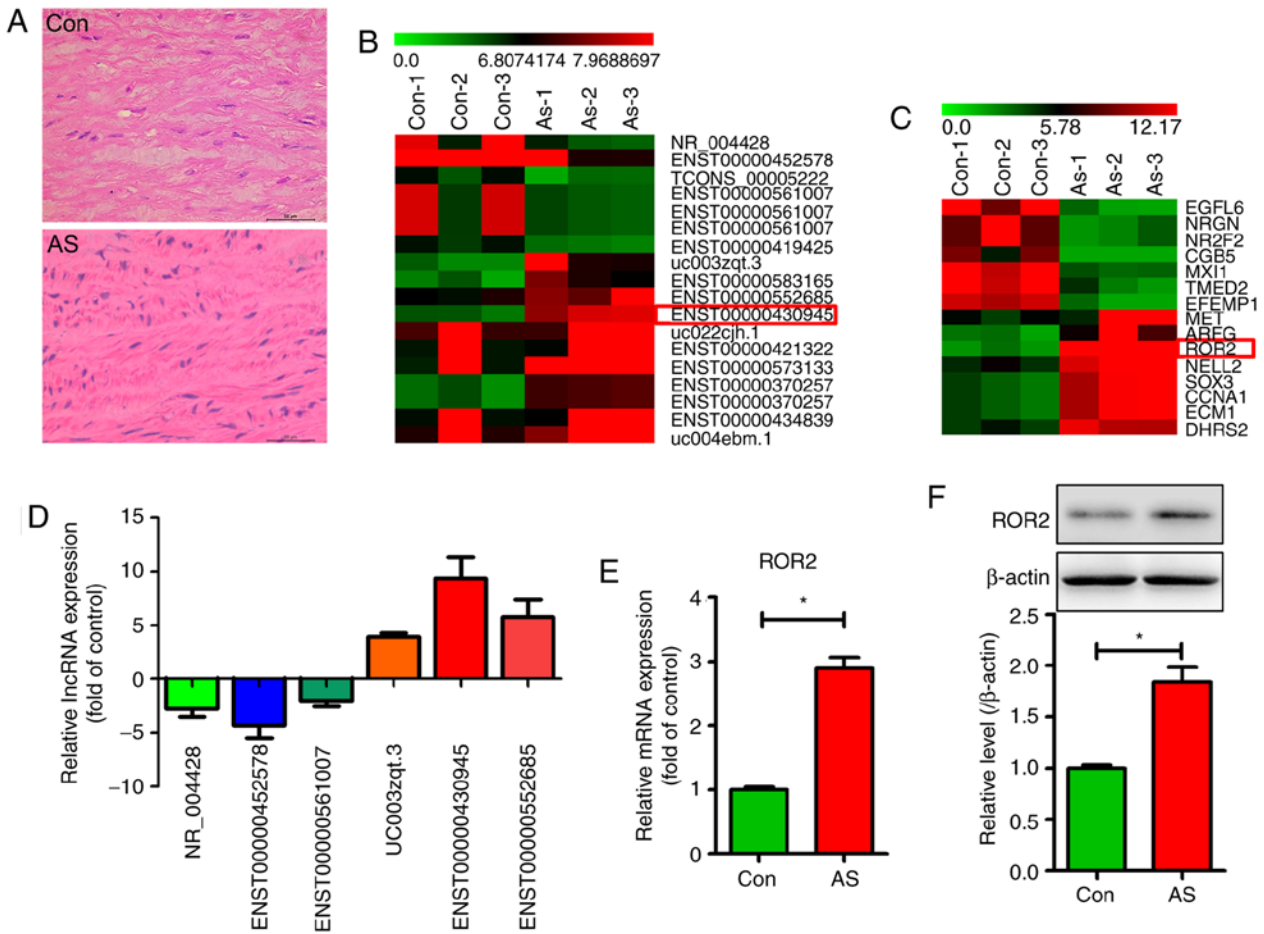 A
Con
AS
B
0.0 6.8074174 7.9688697
Con-1 Con-2 Con-3 As-1 As-2 As-3
NR_004428
ENST00000452578
TCONS_00005222
ENST00000561007
ENST00000561007
ENST00000561007
ENST00000419425
uc003zqt.3
ENST00000583165
ENST00000552685
ENST00000430945
uc022cjh.1
ENST00000421322
ENST00000573133
ENST00000370257
ENST00000370257
ENST00000434839
uc004ebm.1
C
0.0 5.78 12.17
Con-1 Con-2 Con-3 As-1 As-2 As-3
EGFL6
NRGN
NR2F2
CGB5
MXI1
TMED2
EFEMP1
MET
AREG
ROR2
NELL2
SOX3
CCNA1
ECM1
DHRS2
D
Relative lncRNA expression
(fold of control)
15
10
5
0
−5
−10
NR_004428
ENST00000452578
ENST00000561007
UC003zqt.3
ENST00000430945
ENST00000552685
E
ROR2
Relative mRNA expression
(fold of control)
4
3
2
1
0
*
Con AS
F
ROR2
β-actin
Relative level (/β-actin)
2.5
2.0
1.5
1.0
0.5
0.0
*
Con AS